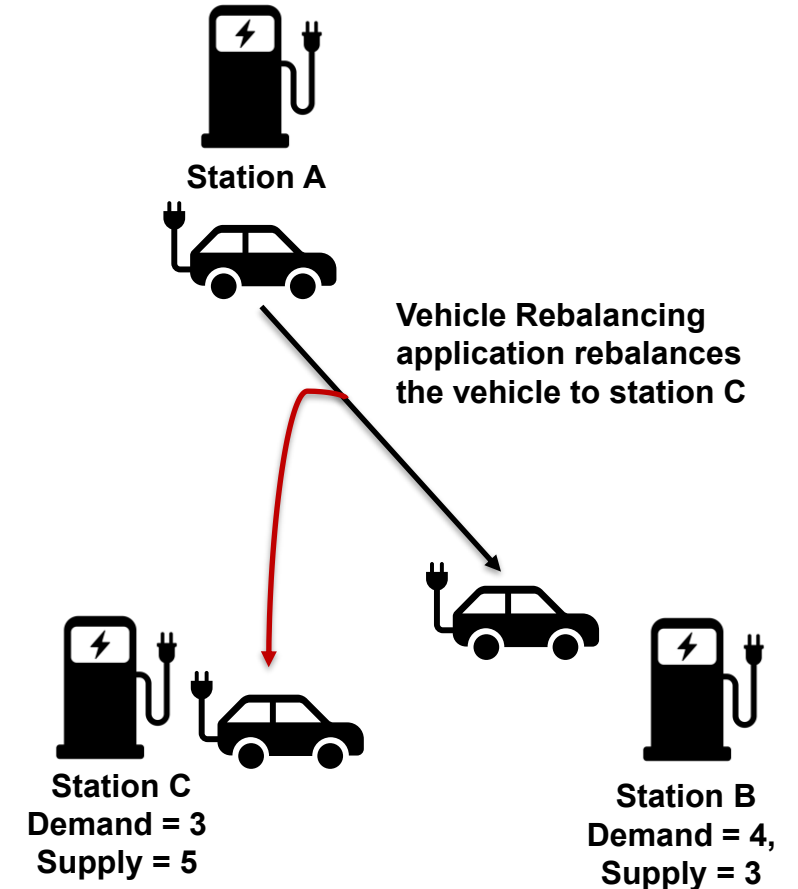 Station A
Vehicle Rebalancing
application rebalances
the vehicle to station C
Station C
Demand = 3
Supply = 5
Station B
Demand = 4,
Supply = 3